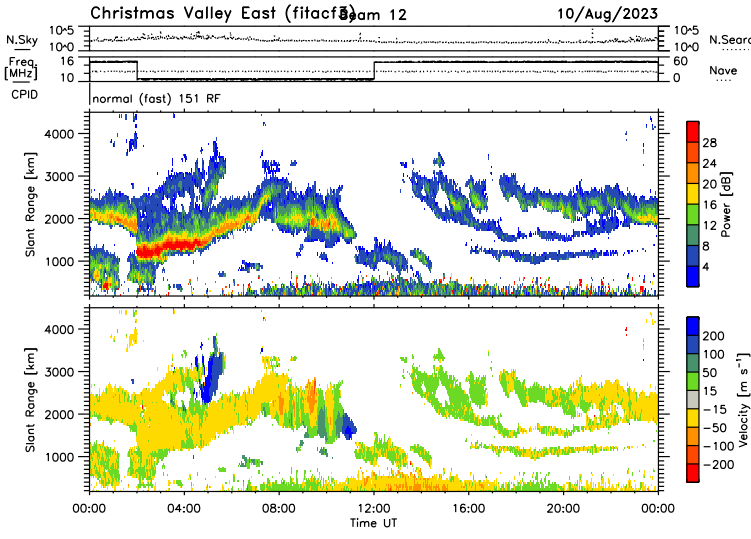 Christmas Valley East (fitacf3) Beam 12 10/Aug/2023
N.Sky 10^5 10^0 10^5 10^0 N.Searc
Freq. [MHz] 16 10 60 0 Nave
CPID normal (fast) 151 RF
Slant Range [km] 4000 3000 2000 1000
Power [dB] 28 24 20 16 12 8 4
Slant Range [km] 4000 3000 2000 1000
Velocity [m s⁻¹] 200 100 50 15 −15 −50 −100 −200
00:00 04:00 08:00 12:00 16:00 20:00 00:00
Time UT